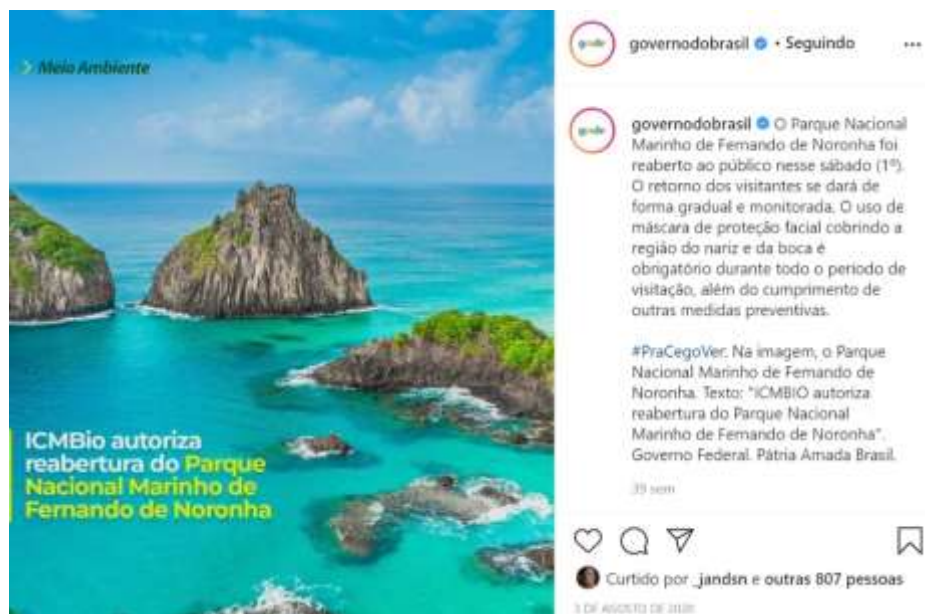 Meio Ambiente
ICMBio autoriza
reabertura do Parque
Nacional Marinho de
Fernando de Noronha
governodobrasil • Seguindo
governodobrasil O Parque Nacional
Marinho de Fernando de Noronha foi
reaberto ao público nesse sábado (1º).
O retorno dos visitantes se dará de
forma gradual e monitorada. O uso de
máscara de proteção facial cobrindo a
região do nariz e da boca é
obrigatório durante todo o período de
visitação, além do cumprimento de
outras medidas preventivas.
#PraCegoVer: Na imagem, o Parque
Nacional Marinho de Fernando de
Noronha. Texto: "ICMBIO autoriza
reabertura do Parque Nacional
Marinho de Fernando de Noronha".
Governo Federal. Pátria Amada Brasil.
39 sem
Curtido por _jandsn e outras 807 pessoas
3 DE AGOSTO DE 2020